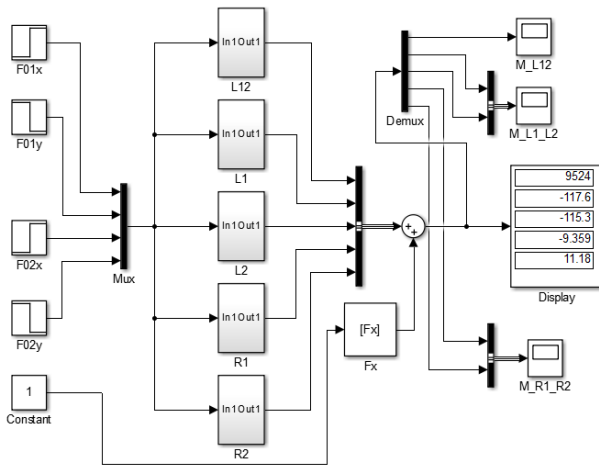 F01x
F01y
F02x
F02y
1
Constant
Mux
In1 Out1
L12
In1 Out1
L1
In1 Out1
L2
In1 Out1
R1
In1 Out1
R2
[Fx]
Fx
+
+
Demux
M_L12
M_L1_L2
9524
-117.6
-115.3
-9.359
11.18
Display
M_R1_R2